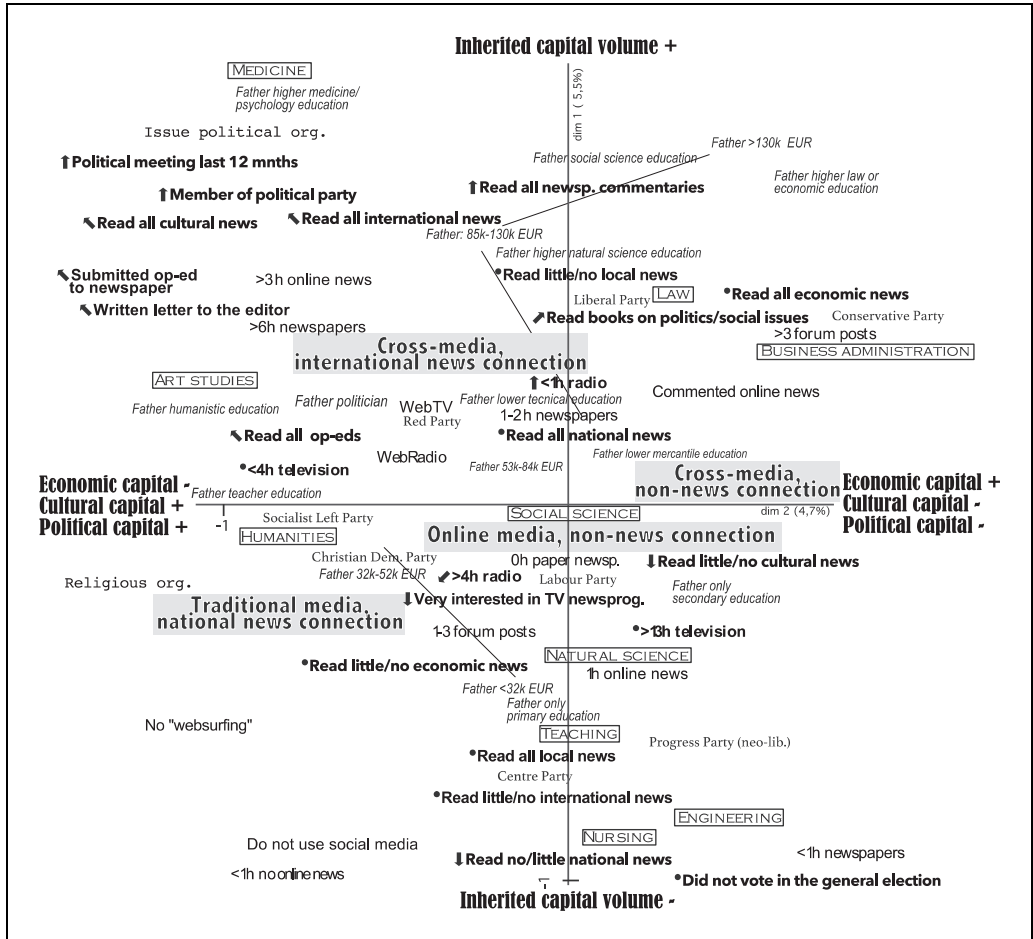 Inherited capital volume +
MEDICINE
Father higher medicine/
psychology education
dim 1 ( 5,5%)
Issue political org.
Father >130k EUR
⬆Political meeting last 12 mnths
Father social science education
Father higher law or
economic education
⬆Member of political party
⬆Read all newsp. commentaries
⬉Read all cultural news
⬉Read all international news
Father: 85k-130k EUR
Father higher natural science education
⬉Submitted op-ed
to newspaper
>3h online news
•Read little/no local news
Liberal Party
LAW
•Read all economic news
⬉Written letter to the editor
⬈Read books on politics/social issues
Conservative Party
>6h newspapers
>3 forum posts
Cross-media,
international news connection
BUSINESS ADMINISTRATION
ART STUDIES
⬆<1h radio
Commented online news
Father humanistic education
Father politician
Father lower tecnical education
WebTV
Red Party
1-2h newspapers
⬉Read all op-eds
•Read all national news
Father lower mercantile education
WebRadio
•<4h television
Father 53k-84k EUR
Cross-media,
non-news connection
Economic capital -
Cultural capital +
Political capital +
Economic capital +
Cultural capital -
Political capital -
Father teacher education
-1
dim 2 (4,7%)
Socialist Left Party
SOCIAL SCIENCE
HUMANITIES
Online media, non-news connection
Christian Dem. Party
0h paper newsp.
⬇Read little/no cultural news
Father 32k-52k EUR
⬋>4h radio
Labour Party
Religious org.
Father only
secondary education
Traditional media,
national news connection
⬇Very interested in TV newsprog.
1-3 forum posts
•>13h television
•Read little/no economic news
NATURAL SCIENCE
1h online news
Father <32k EUR
Father only
primary education
No "websurfing"
TEACHING
Progress Party (neo-lib.)
•Read all local news
Centre Party
•Read little/no international news
ENGINEERING
NURSING
Do not use social media
<1h newspapers
⬇Read no/little national news
<1h no online news
-1
•Did not vote in the general election
Inherited capital volume -